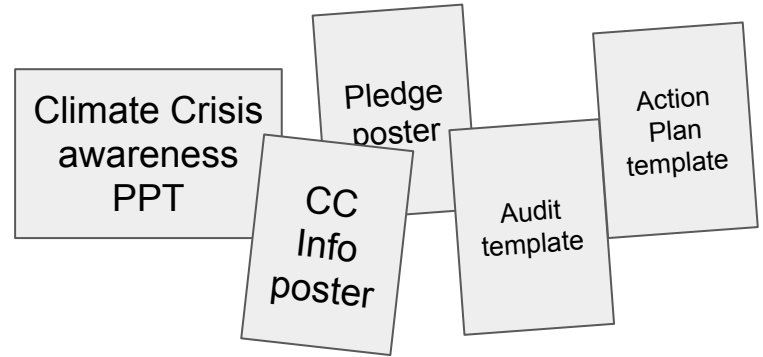 Climate Crisis
awareness
PPT
Pledge
poster
CC
Info
poster
Audit
template
Action
Plan
template